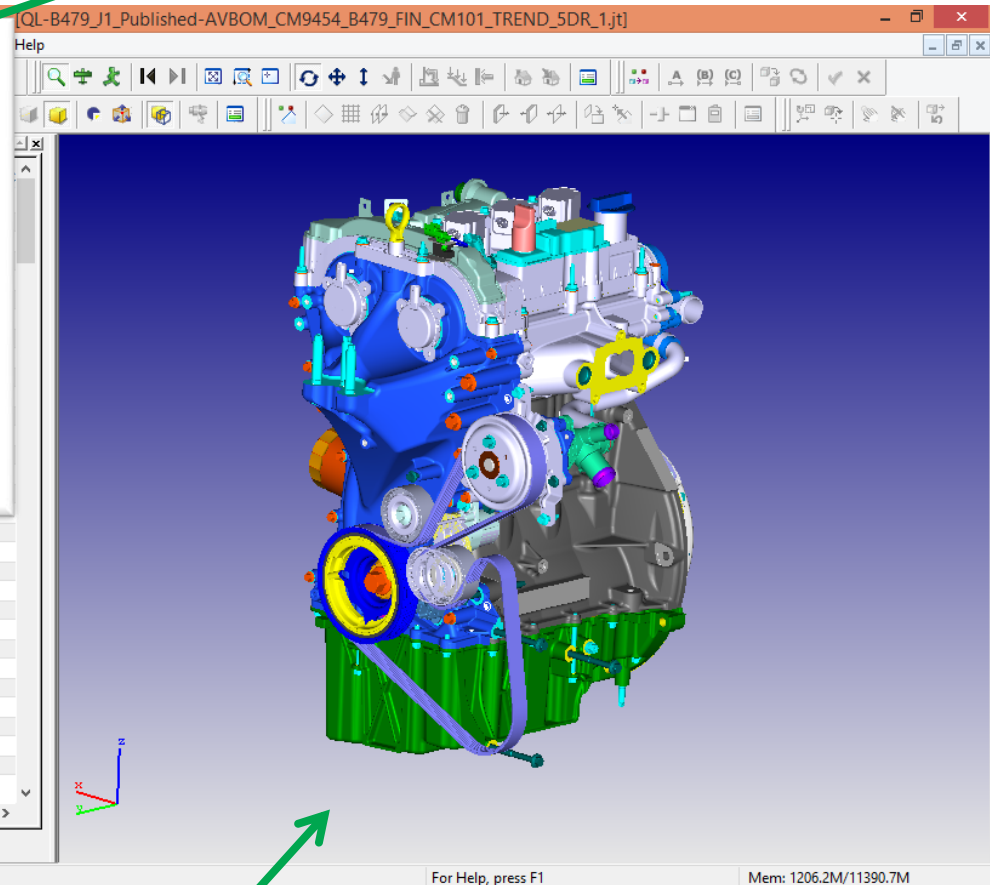 [QL-B479_J1_Published-AVBOM_CM9454_B479_FIN_CM101_TREND_5DR_1.jt]
Help
A (B) (C)
z
x
y
For Help, press F1
Mem: 1206.2M/11390.7M